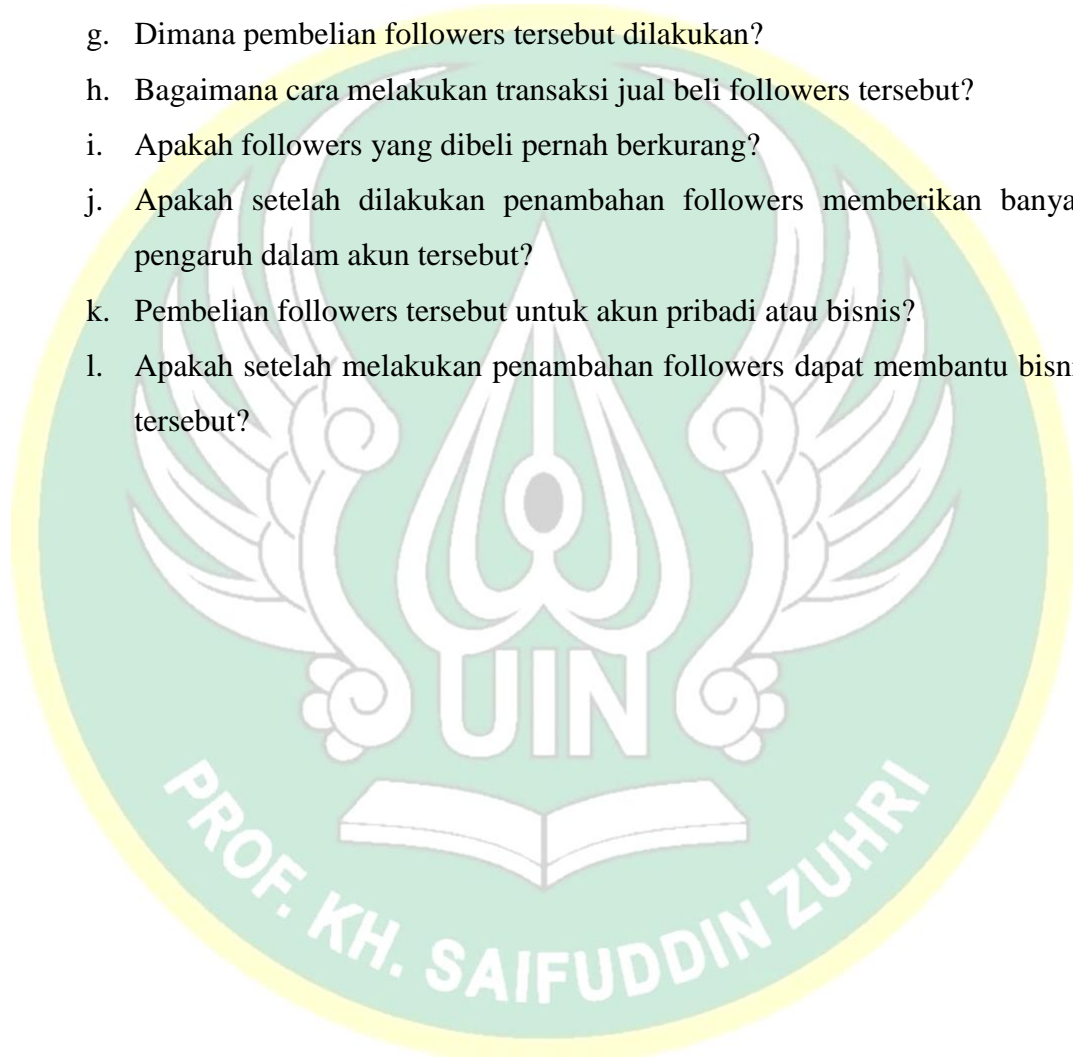 g. Dimana pembelian followers tersebut dilakukan?
h. Bagaimana cara melakukan transaksi jual beli followers tersebut?
i. Apakah followers yang dibeli pernah berkurang?
j. Apakah setelah dilakukan penambahan followers memberikan banya
pengaruh dalam akun tersebut?
k. Pembelian followers tersebut untuk akun pribadi atau bisnis?
l. Apakah setelah melakukan penambahan followers dapat membantu bisn
tersebut?
UIN
PROF. KH. SAIFUDDIN ZUHRI